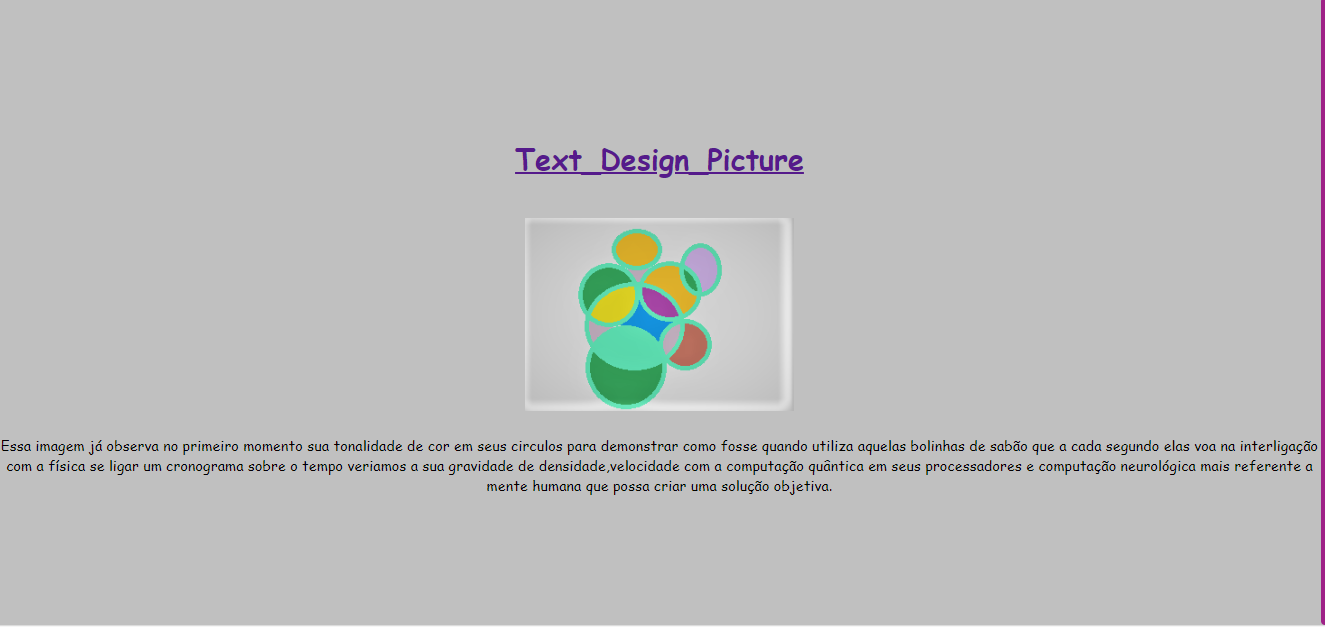 Text_Design_Picture
Essa imagem já observa no primeiro momento sua tonalidade de cor em seus circulos para demonstrar como fosse quando utiliza aquelas bolinhas de sabão que a cada segundo elas voa na interligação
com a física se ligar um cronograma sobre o tempo veriamos a sua gravidade de densidade,velocidade com a computação quântica em seus processadores e computação neurológica mais referente a
mente humana que possa criar uma solução objetiva.